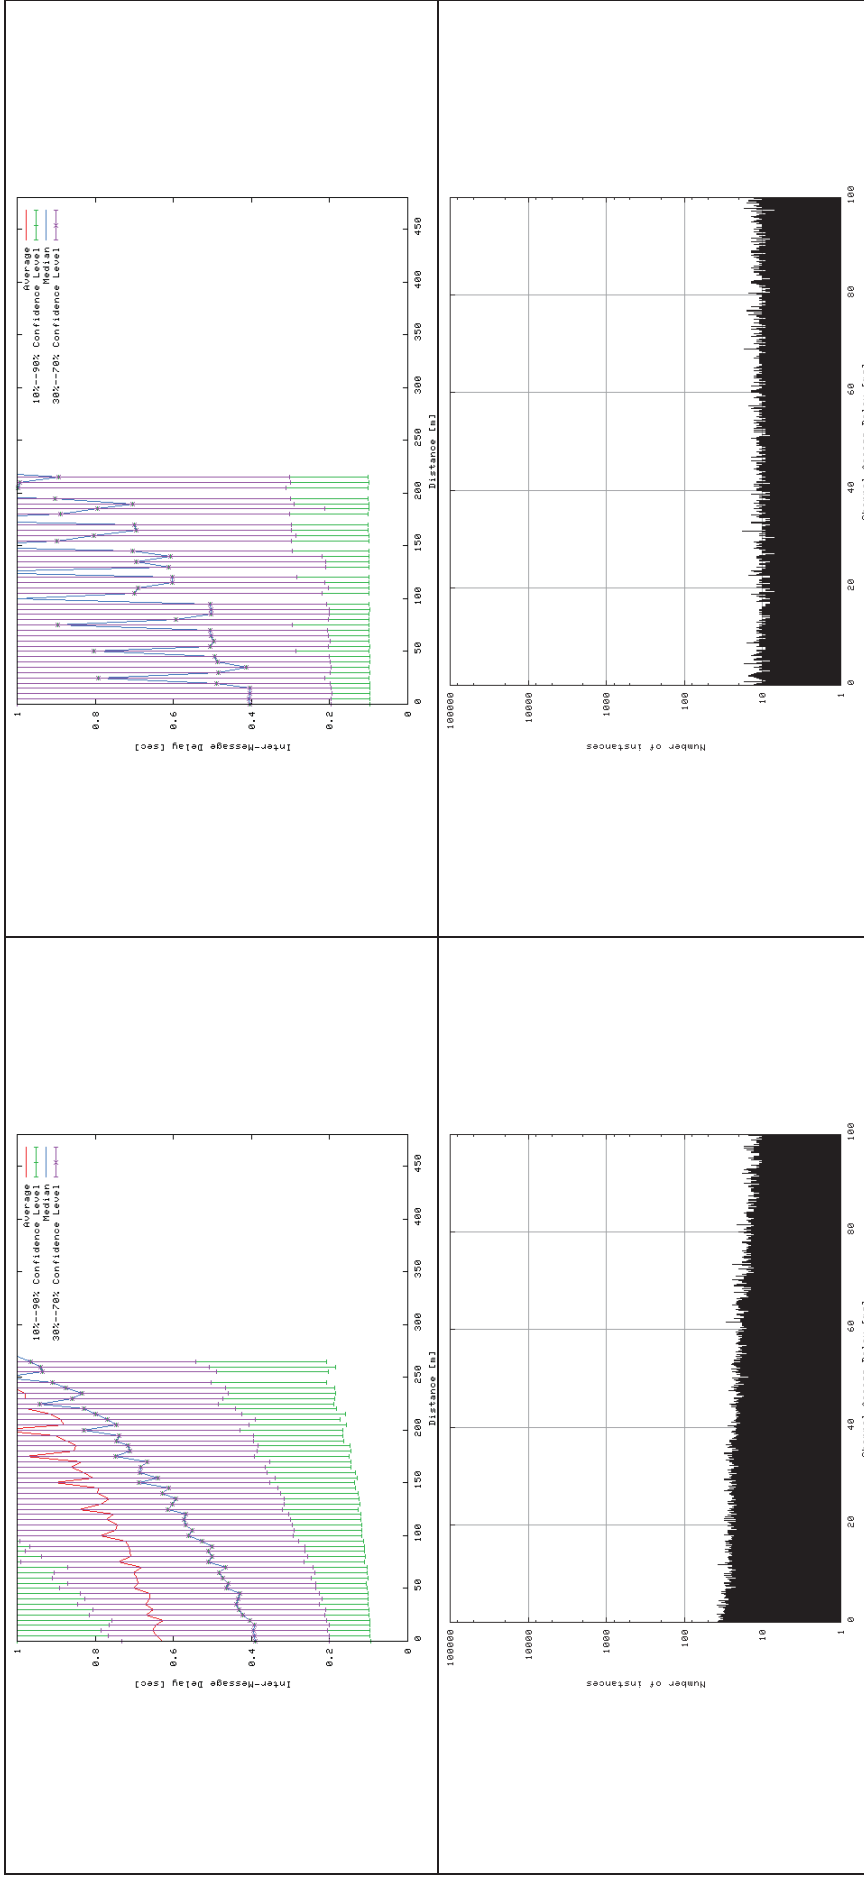 Inter-Message Delay [sec]
1
0.8
0.6
0.4
0.2
0
Average
10%--90% Confidence Level
Median
30%--70% Confidence Level
0 50 100 150 200 250 300 350 400 450
Distance [m]
Inter-Message Delay [sec]
1
0.8
0.6
0.4
0.2
0
Average
10%--90% Confidence Level
Median
30%--70% Confidence Level
0 50 100 150 200 250 300 350 400 450
Distance [m]
Number of instances
100000
10000
1000
100
10
1
0 20 40 60 80 100
Number of instances
100000
10000
1000
100
10
1
0 20 40 60 80 100